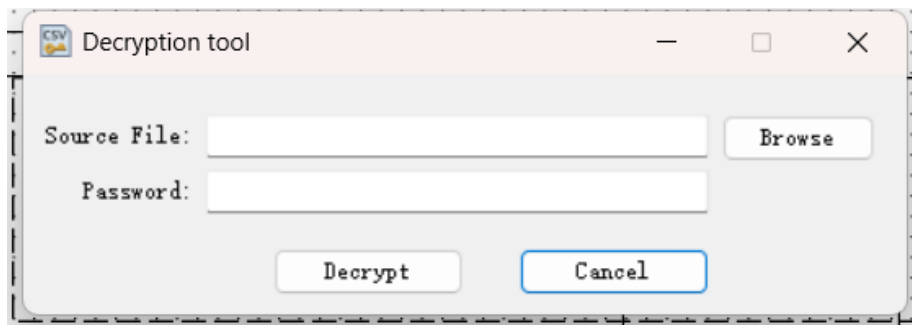 CSV
Decryption tool
Source File:
Browse
Password:
Decrypt
Cancel